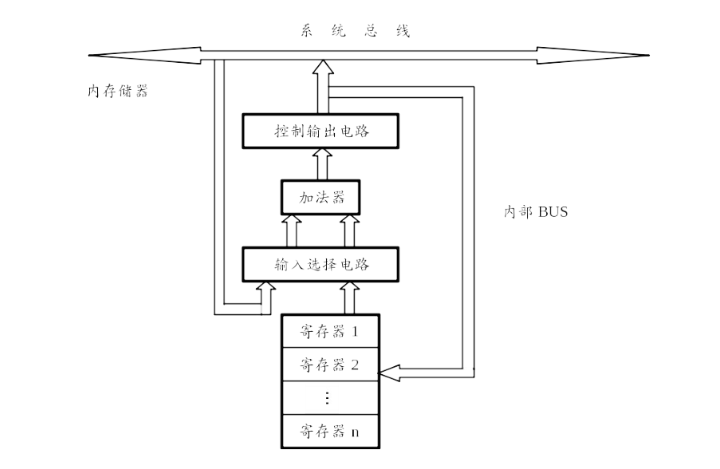 系 统 总 线
内存储器
控制输出电路
加法器
内部 BUS
输入选择电路
寄存器 1
寄存器 2
⋮
寄存器 n